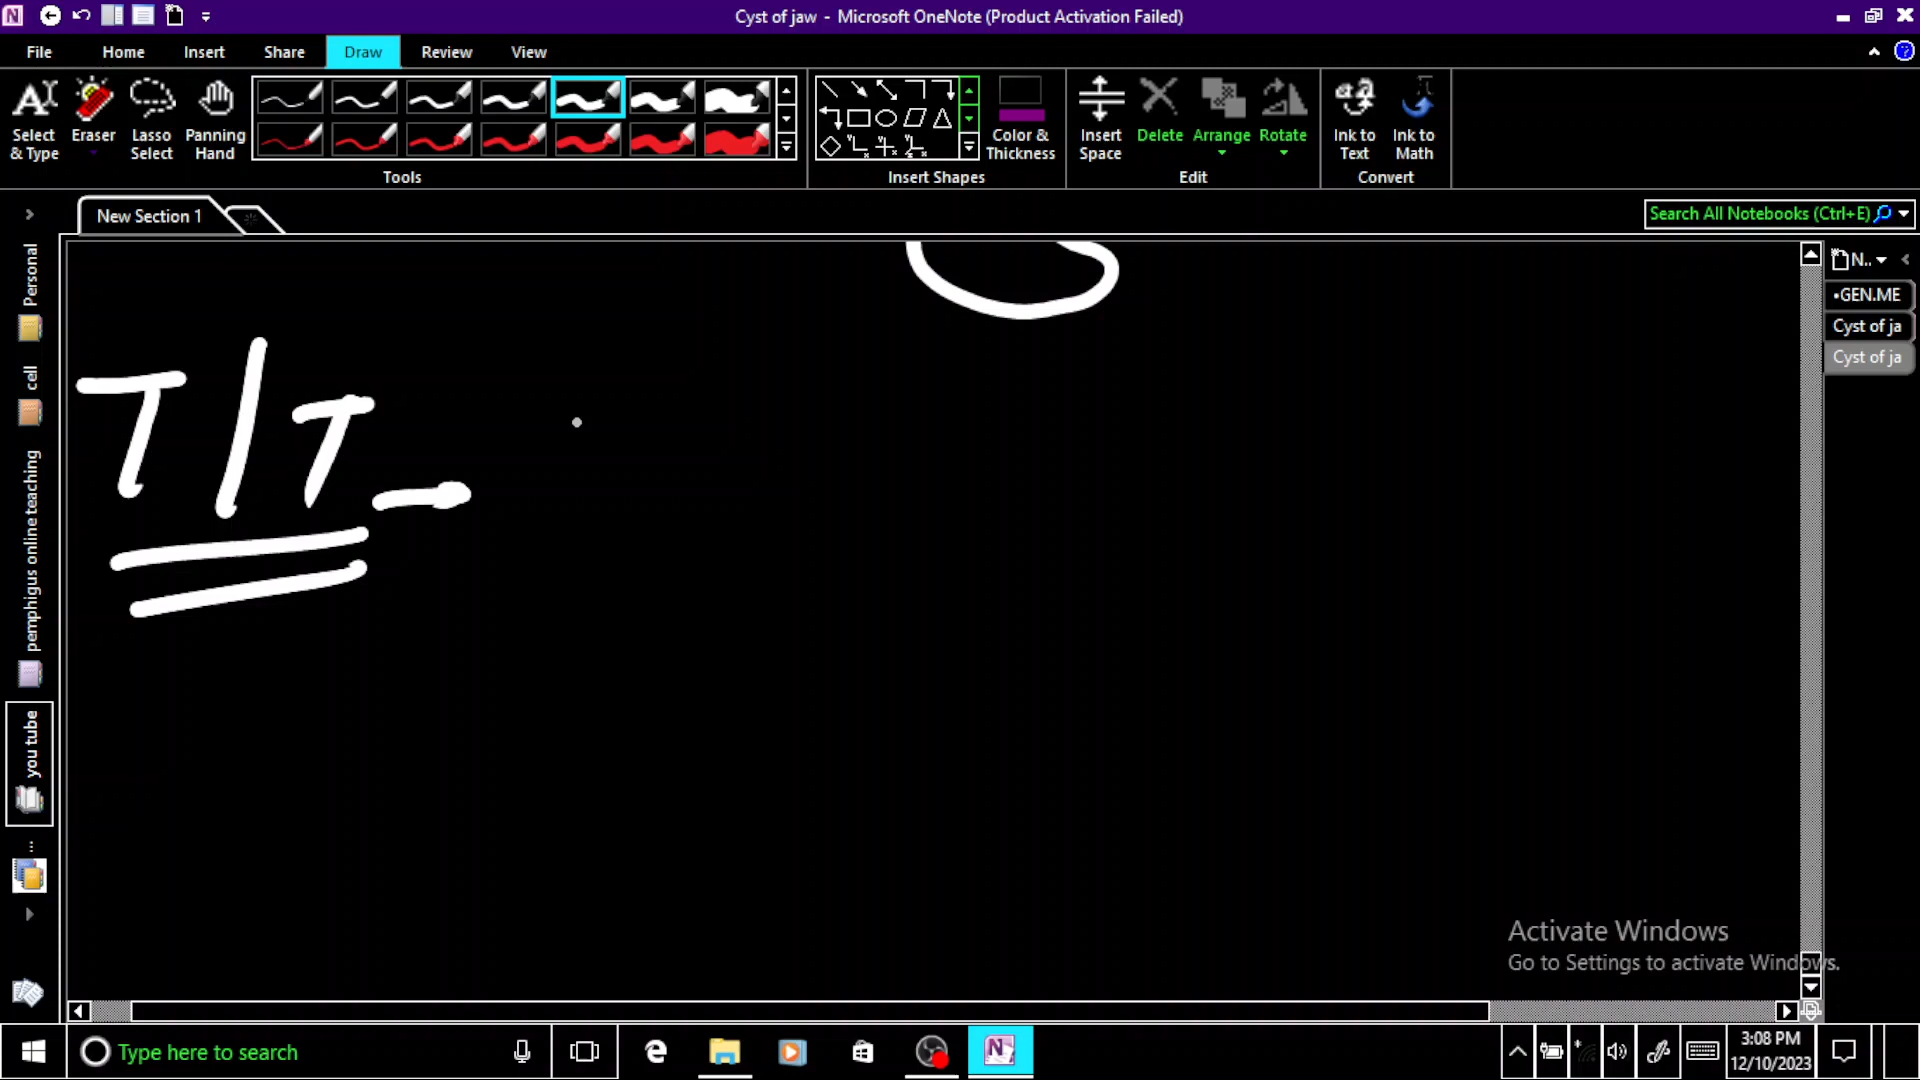 Cyst of jaw - Microsoft OneNote (Product Activation Failed)
File Home Insert Share Draw Review View
Select & Type
Eraser
Lasso Select
Panning Hand
Color & Thickness
Insert Space
Delete
Arrange
Rotate
Ink to Text
Ink to Math
Tools Insert Shapes Edit Convert
New Section 1
Search All Notebooks (Ctrl+E)
N..
•GEN.ME
Cyst of ja
Cyst of ja
Personal
cell
pemphigus online teaching
you tube
T/T
Activate Windows
Go to Settings to activate Windows.
Type here to search
3:08 PM
12/10/2023